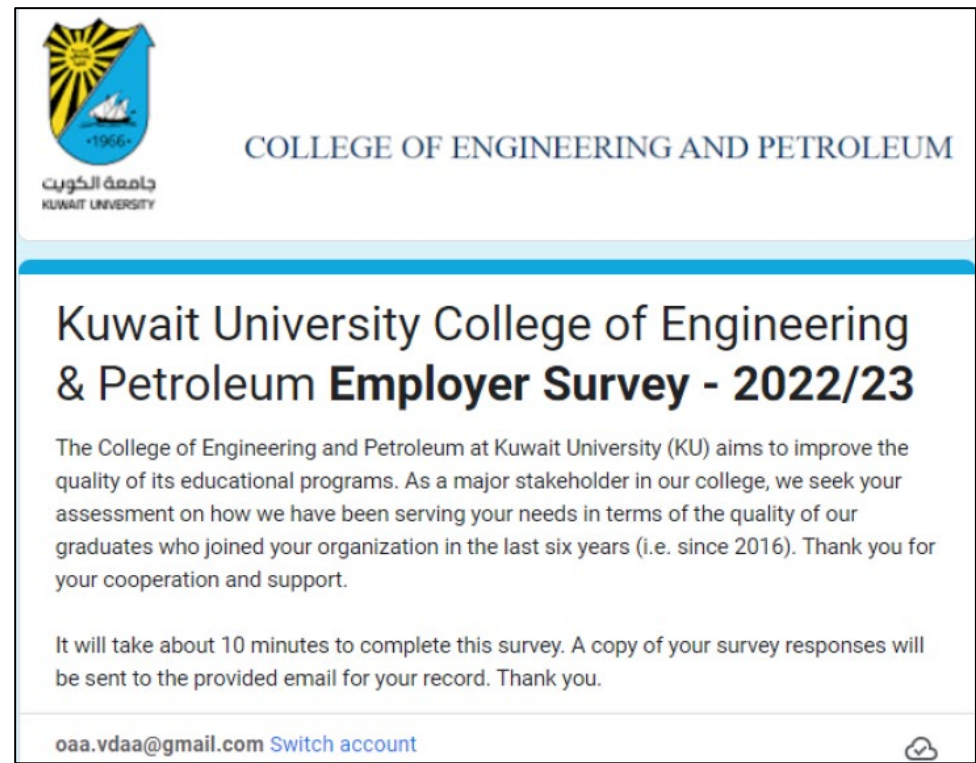 ·1966·
جامعة الكويت
KUWAIT UNIVERSITY
COLLEGE OF ENGINEERING AND PETROLEUM
Kuwait University College of Engineering
& Petroleum Employer Survey - 2022/23
The College of Engineering and Petroleum at Kuwait University (KU) aims to improve the
quality of its educational programs. As a major stakeholder in our college, we seek your
assessment on how we have been serving your needs in terms of the quality of our
graduates who joined your organization in the last six years (i.e. since 2016). Thank you for
your cooperation and support.
It will take about 10 minutes to complete this survey. A copy of your survey responses will
be sent to the provided email for your record. Thank you.
oaa.vdaa@gmail.com Switch account